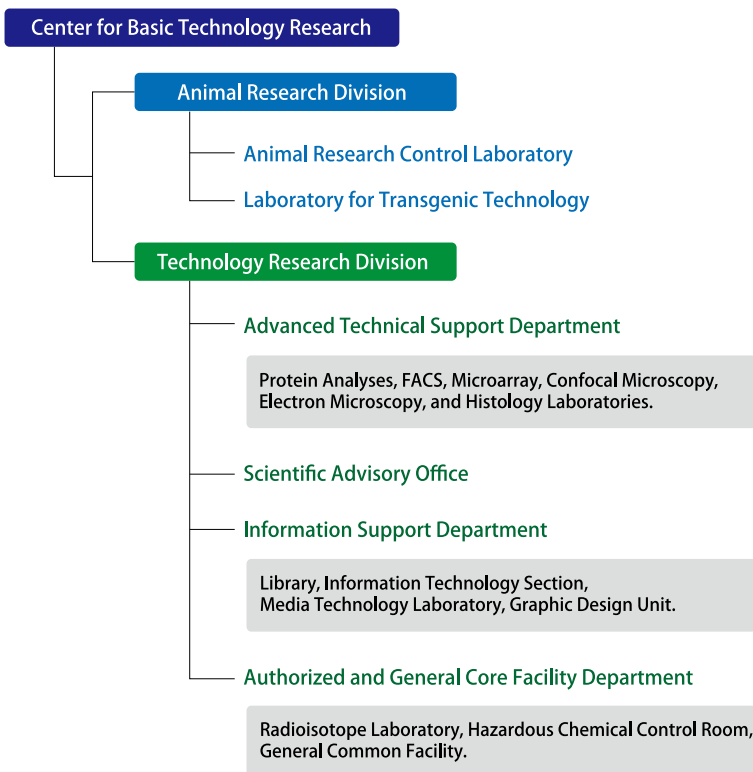 Center for Basic Technology Research
Animal Research Division
Animal Research Control Laboratory
Laboratory for Transgenic Technology
Technology Research Division
Advanced Technical Support Department
Protein Analyses, FACS, Microarray, Confocal Microscopy,
Electron Microscopy, and Histology Laboratories.
Scientific Advisory Office
Information Support Department
Library, Information Technology Section,
Media Technology Laboratory, Graphic Design Unit.
Authorized and General Core Facility Department
Radioisotope Laboratory, Hazardous Chemical Control Room,
General Common Facility.